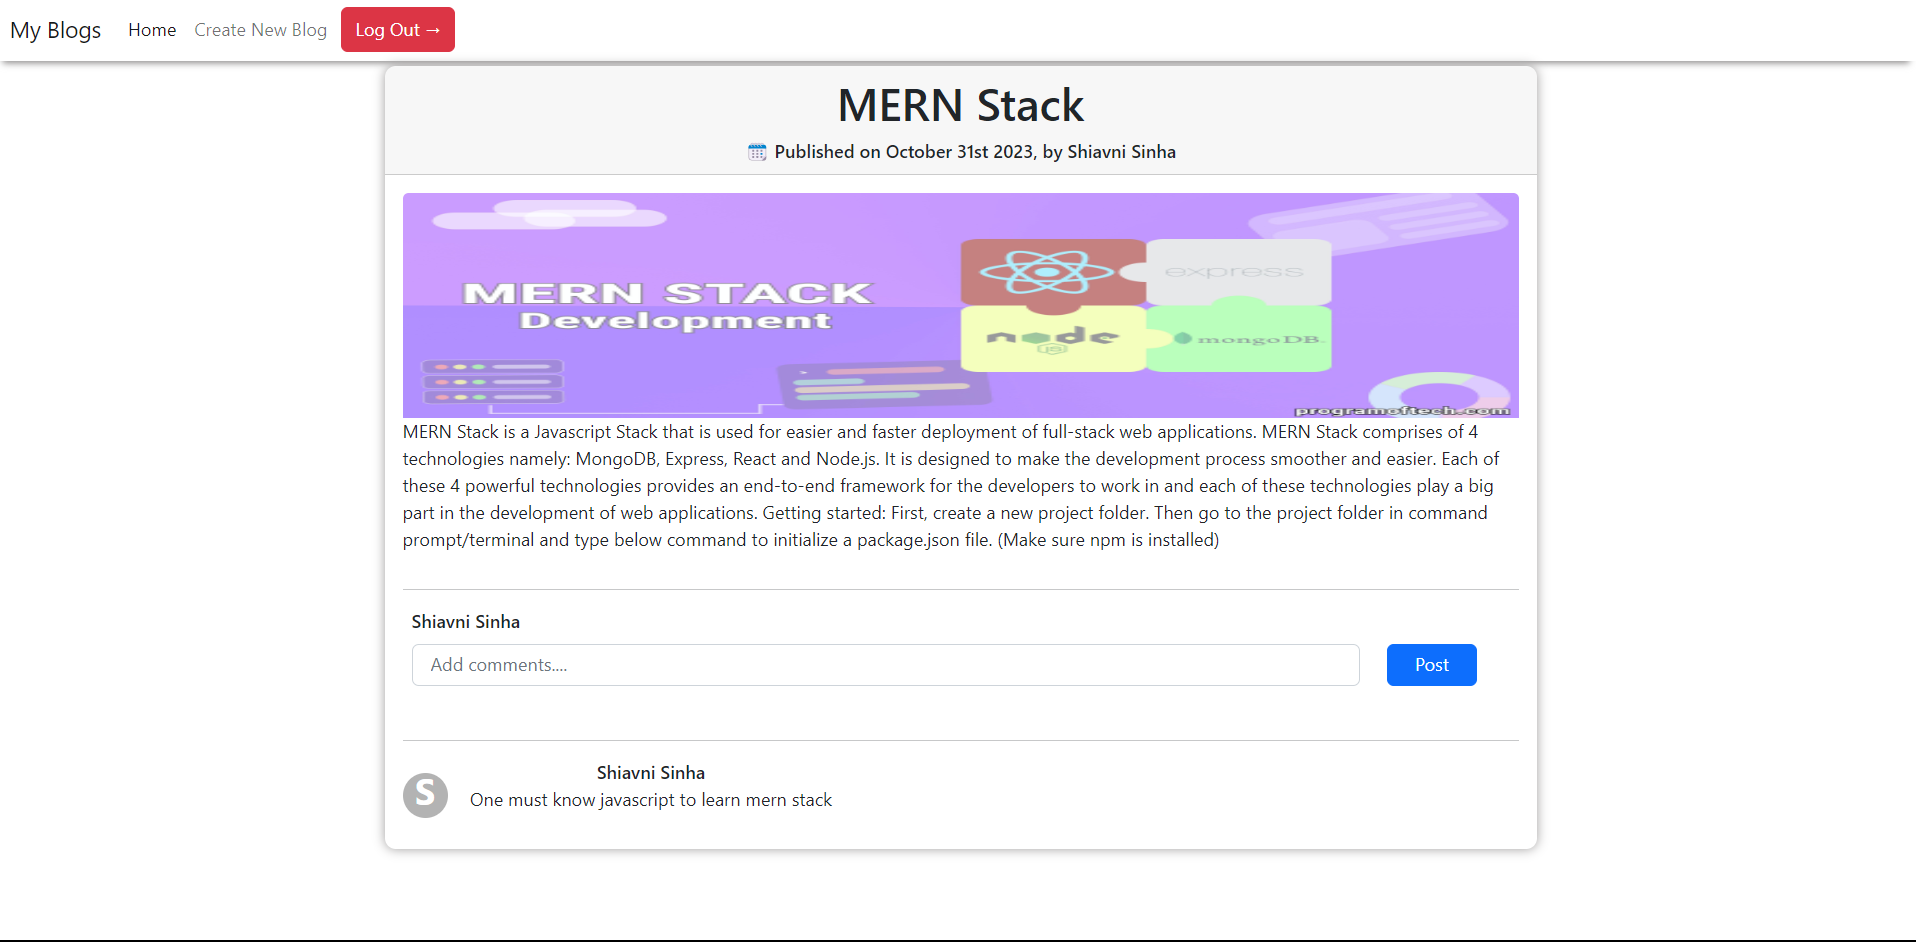 My Blogs Home Create New Blog Log Out →
MERN Stack
Published on October 31st 2023, by Shiavni Sinha
MERN STACK
Development
express
node
JS
mongoDB
programoftech.com
MERN Stack is a Javascript Stack that is used for easier and faster deployment of full-stack web applications. MERN Stack comprises of 4
technologies namely: MongoDB, Express, React and Node.js. It is designed to make the development process smoother and easier. Each of
these 4 powerful technologies provides an end-to-end framework for the developers to work in and each of these technologies play a big
part in the development of web applications. Getting started: First, create a new project folder. Then go to the project folder in command
prompt/terminal and type below command to initialize a package.json file. (Make sure npm is installed)
Shiavni Sinha
Add comments.... Post
Shiavni Sinha
S
One must know javascript to learn mern stack